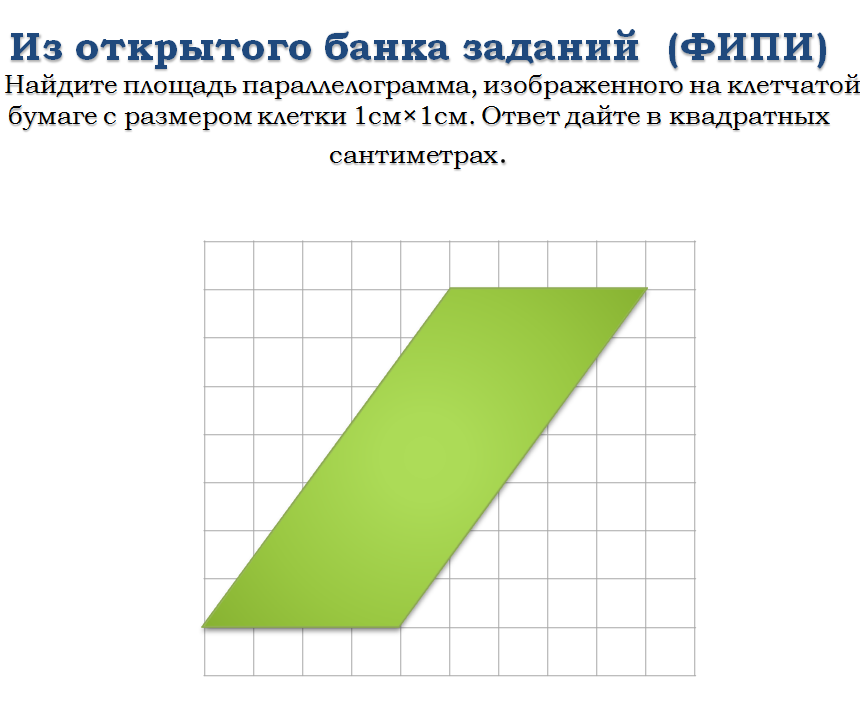 Из открытого банка заданий (ФИПИ)
Найдите площадь параллелограмма, изображенного на клетчатой
бумаге с размером клетки 1см×1см. Ответ дайте в квадратных
сантиметрах.